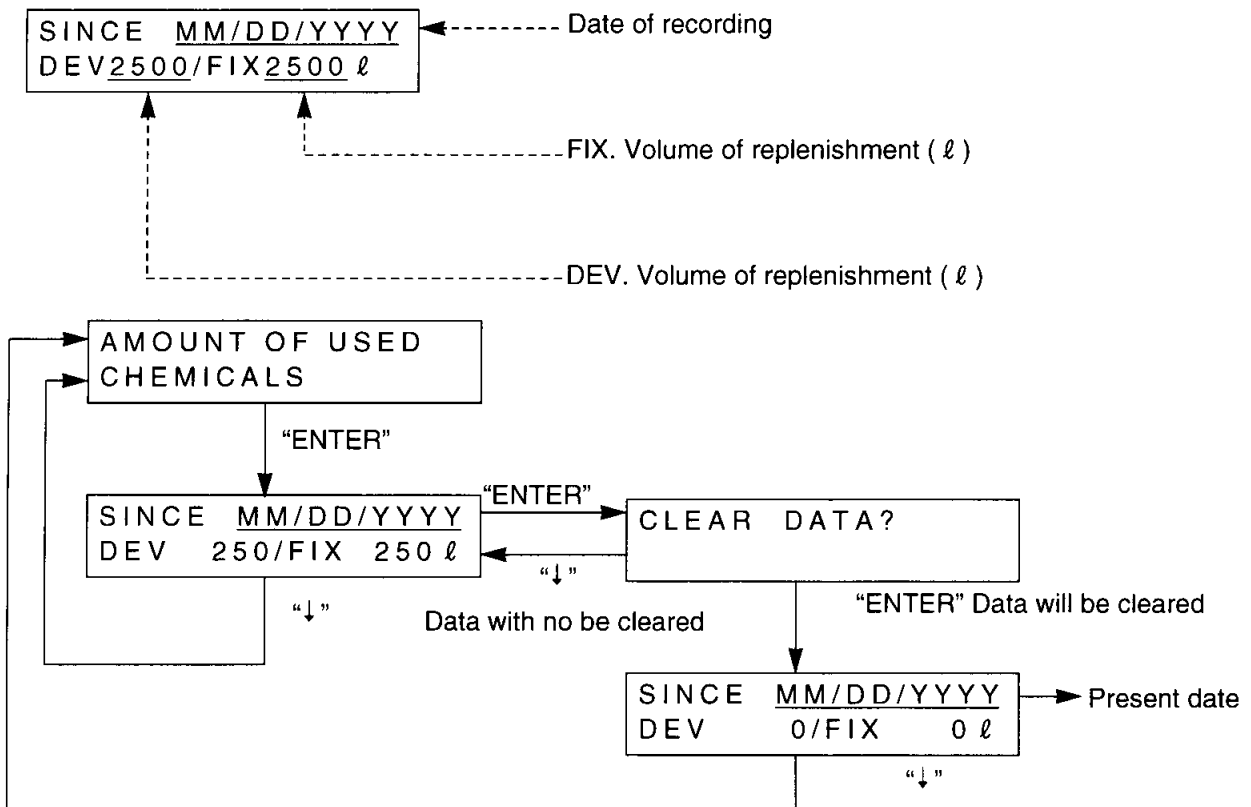 SINCE MM/DD/YYYY
DEV2500/FIX2500 ℓ
Date of recording
FIX. Volume of replenishment ( ℓ )
DEV. Volume of replenishment ( ℓ )
AMOUNT OF USED
CHEMICALS
“ENTER”
SINCE MM/DD/YYYY
DEV 250/FIX 250 ℓ
“ENTER”
CLEAR DATA?
“↓”
“↓”
Data with no be cleared
“ENTER” Data will be cleared
SINCE MM/DD/YYYY
DEV 0/FIX 0 ℓ
Present date
“↓”